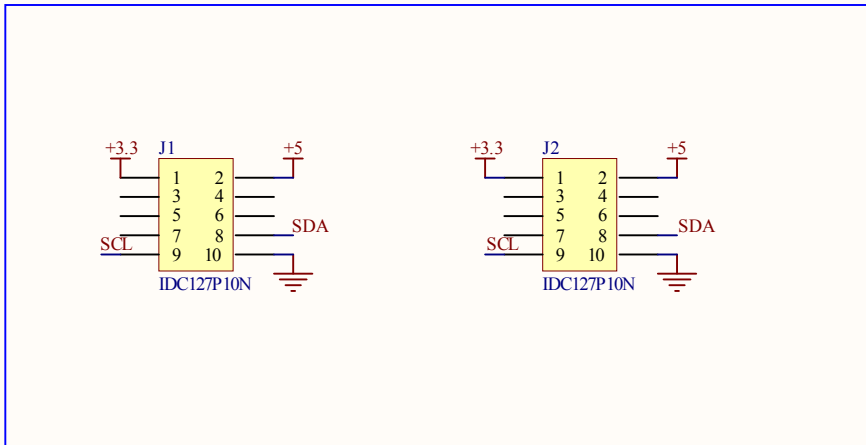 +3.3 J1 +5
1 2
3 4
5 6
7 8 SDA
SCL 9 10
IDC127P10N
+3.3 J2 +5
1 2
3 4
5 6
7 8 SDA
SCL 9 10
IDC127P10N